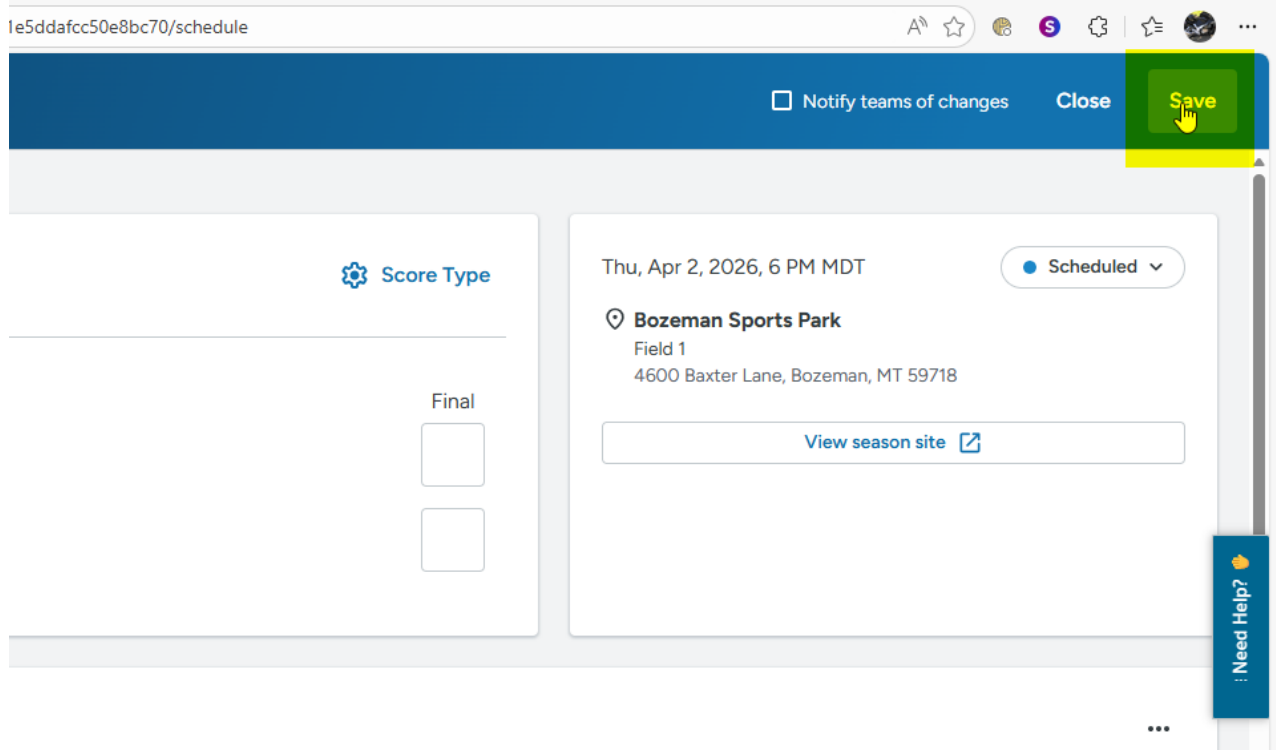 1e5ddafcc50e8bc70/schedule
Notify teams of changes
Close
Save
Score Type
Final
Thu, Apr 2, 2026, 6 PM MDT
Scheduled
Bozeman Sports Park
Field 1
4600 Baxter Lane, Bozeman, MT 59718
View season site
Need Help?